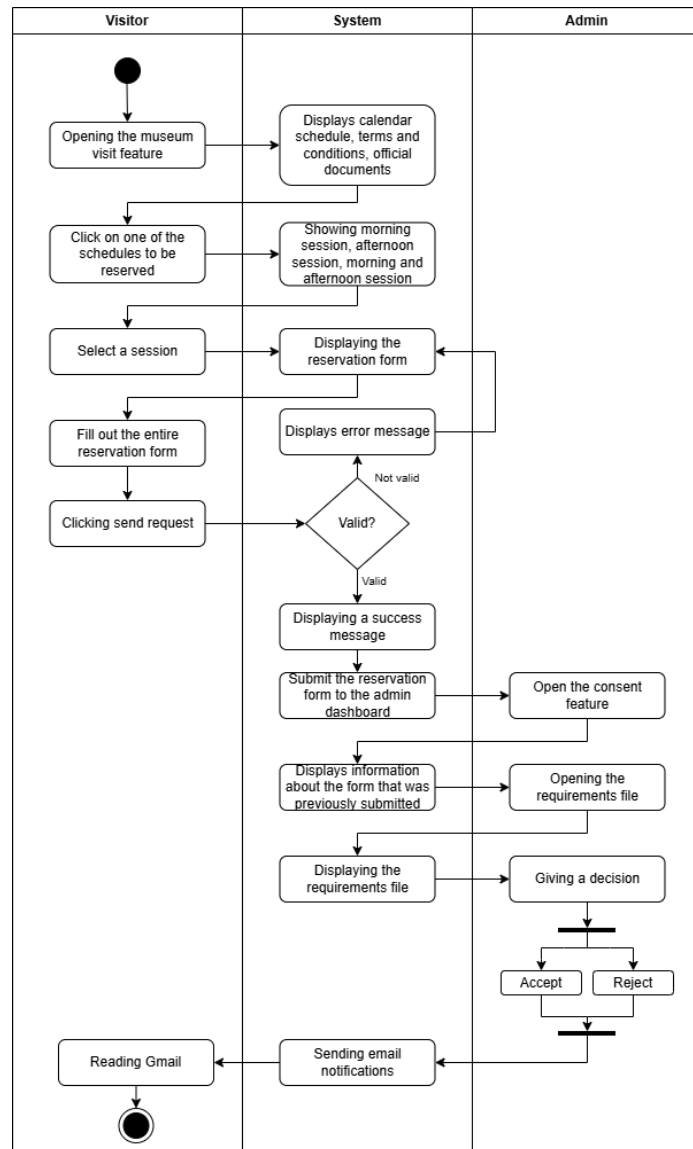 Visitor
System
Admin
Opening the museum
visit feature
Displays calendar
schedule, terms and
conditions, official
documents
Click on one of the
schedules to be
reserved
Showing morning
session, afternoon
session, morning and
afternoon session
Select a session
Displaying the
reservation form
Fill out the entire
reservation form
Displays error message
Not valid
Clicking send request
Valid?
Valid
Displaying a success
message
Submit the reservation
form to the admin
dashboard
Open the consent
feature
Displays information
about the form that was
previously submitted
Opening the
requirements file
Displaying the
requirements file
Giving a decision
Accept
Reject
Reading Gmail
Sending email
notifications